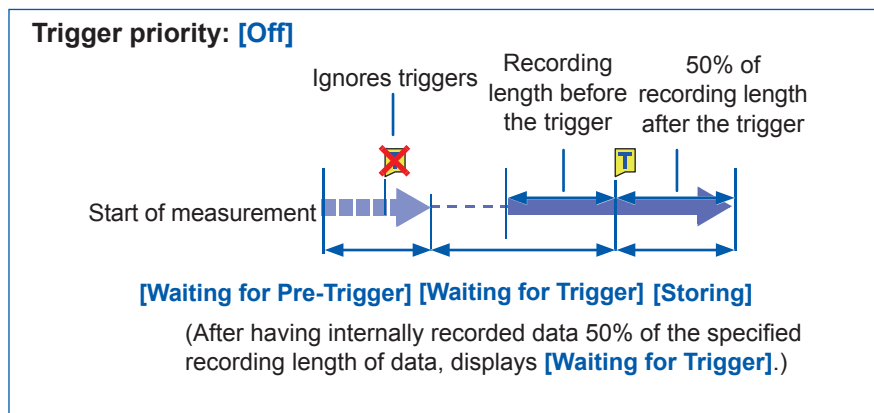 Trigger priority: [Off]
Ignores triggers
Recording
length before
the trigger
50% of
recording length
after the trigger
T
T
Start of measurement
[Waiting for Pre-Trigger] [Waiting for Trigger] [Storing]
(After having internally recorded data 50% of the specified
recording length of data, displays [Waiting for Trigger].)